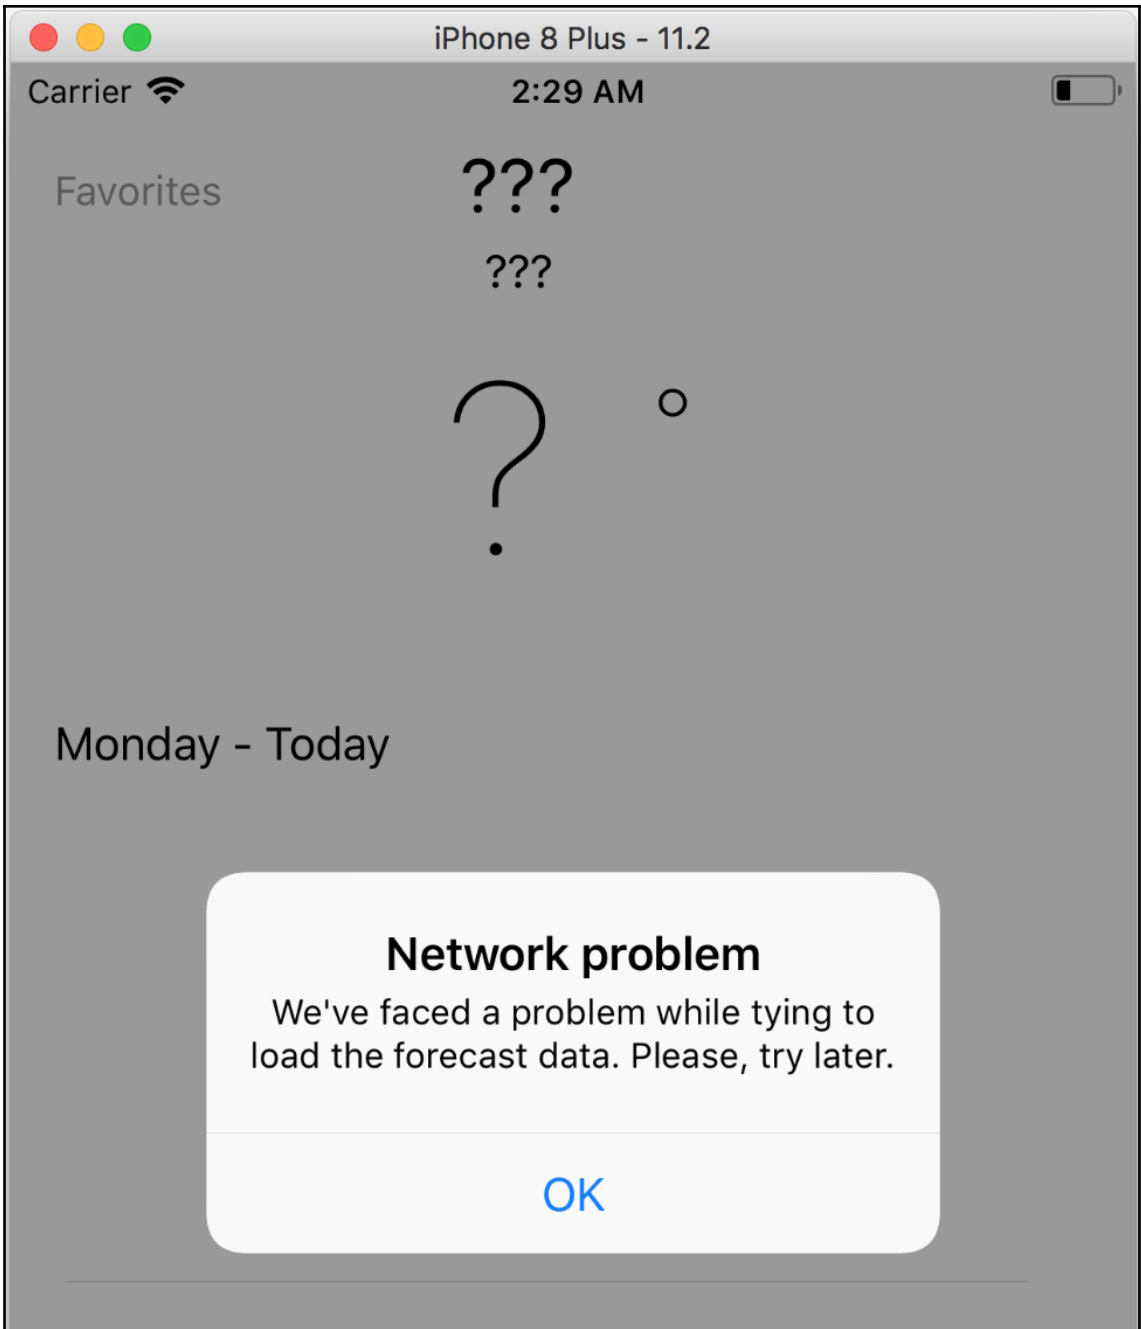 iPhone 8 Plus - 11.2
Carrier 2:29 AM
Favorites ???
???
? °
Monday - Today
Network problem
We've faced a problem while tying to
load the forecast data. Please, try later.
OK